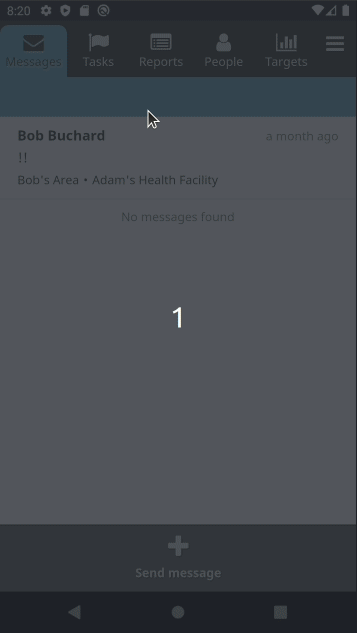 8:20
Messages Tasks Reports People Targets
Bob Buchard a month ago
!!
Bob's Area • Adam's Health Facility
No messages found
1
Send message